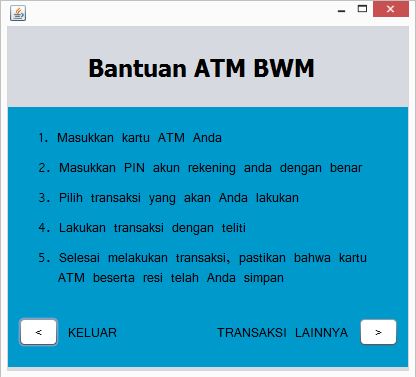 Bantuan ATM BWM
1. Masukkan kartu ATM Anda
2. Masukkan PIN akun rekening anda dengan benar
3. Pilih transaksi yang akan Anda lakukan
4. Lakukan transaksi dengan teliti
5. Selesai melakukan transaksi, pastikan bahwa kartu
ATM beserta resi telah Anda simpan
< KELUAR TRANSAKSI LAINNYA >